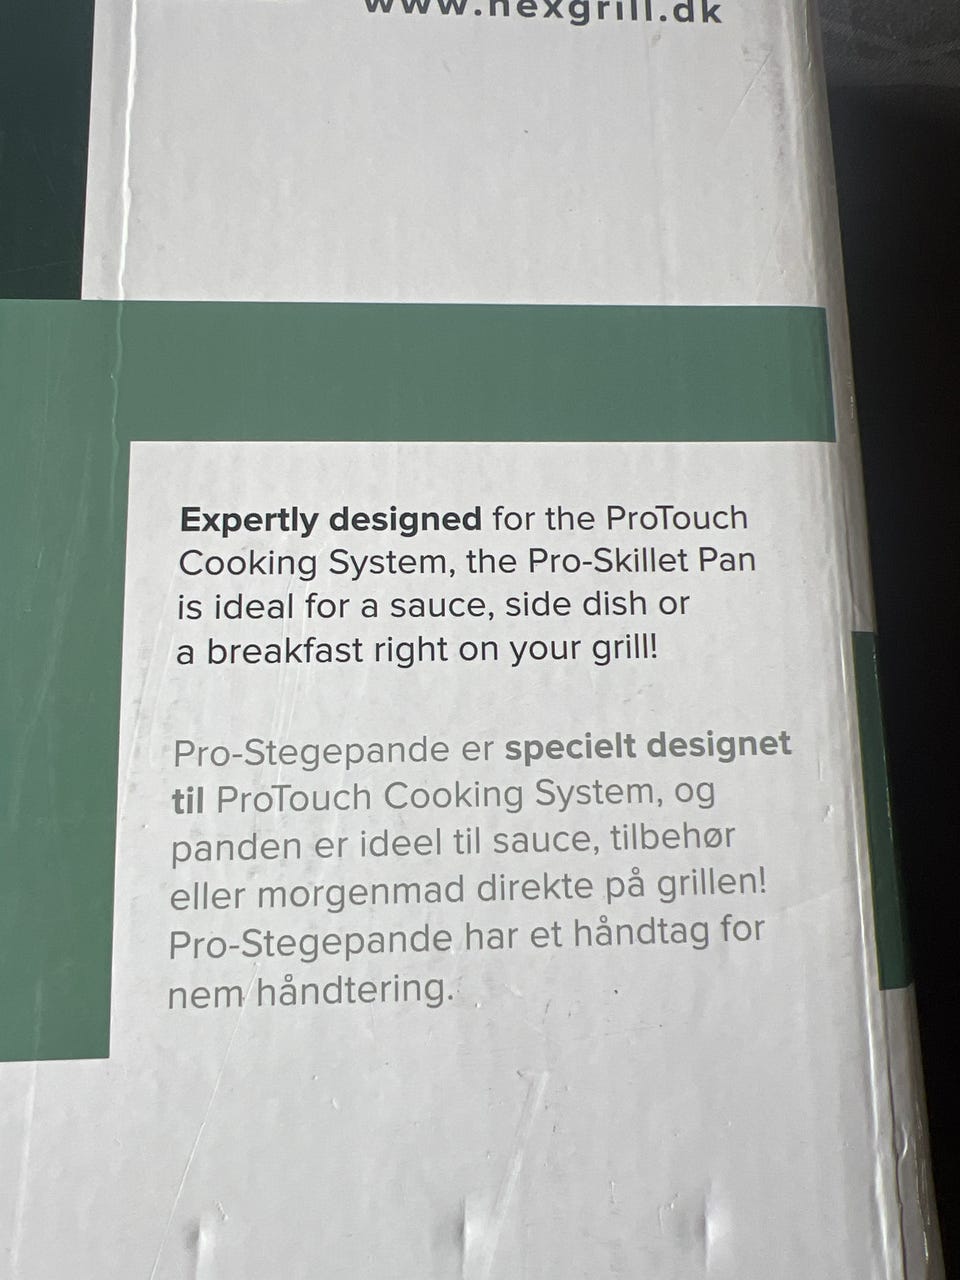 www.nexgrill.dk
Expertly designed for the ProTouch
Cooking System, the Pro-Skillet Pan
is ideal for a sauce, side dish or
a breakfast right on your grill!
Pro-Stegepande er specielt designet
til ProTouch Cooking System, og
panden er ideel til sauce, tilbehør
eller morgenmad direkte på grillen!
Pro-Stegepande har et håndtag for
nem håndtering.